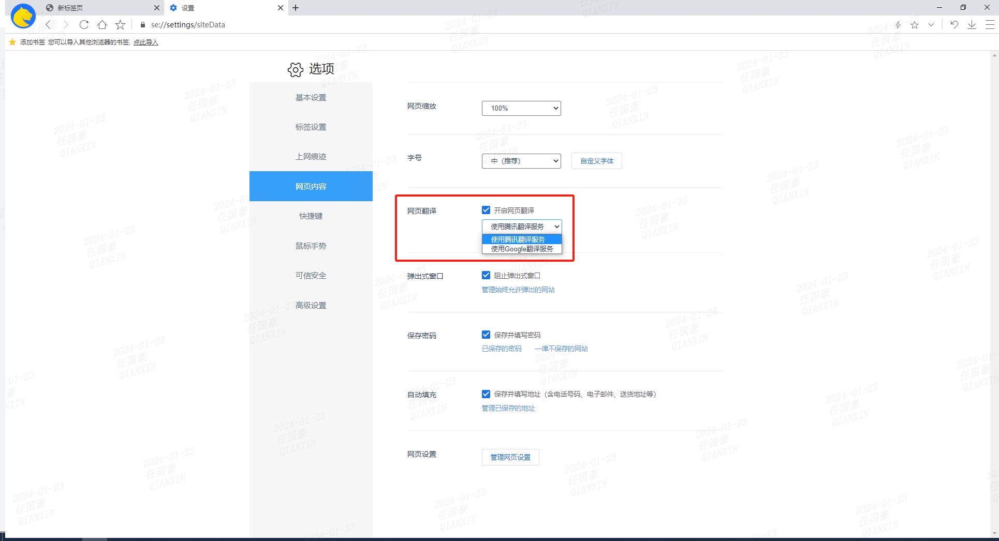 新标签页
设置
se://settings/siteData
添加书签 您可以导入其他浏览器的书签, 点此导入
选项
基本设置
标签设置
上网痕迹
网页内容
快捷键
鼠标手势
可信安全
高级设置
网页缩放
100%
字号
中（推荐）
自定义字体
网页翻译
开启网页翻译
使用腾讯翻译服务
使用腾讯翻译服务
使用Google翻译服务
弹出式窗口
阻止弹出式窗口
管理始终允许弹出的网站
保存密码
保存并填写密码
已保存的密码 一律不保存的网站
自动填充
保存并填写地址（含电话号码、电子邮件、送货地址等）
管理已保存的地址
网页设置
管理网页设置
2024-01-23
任国豪
QIANXIN